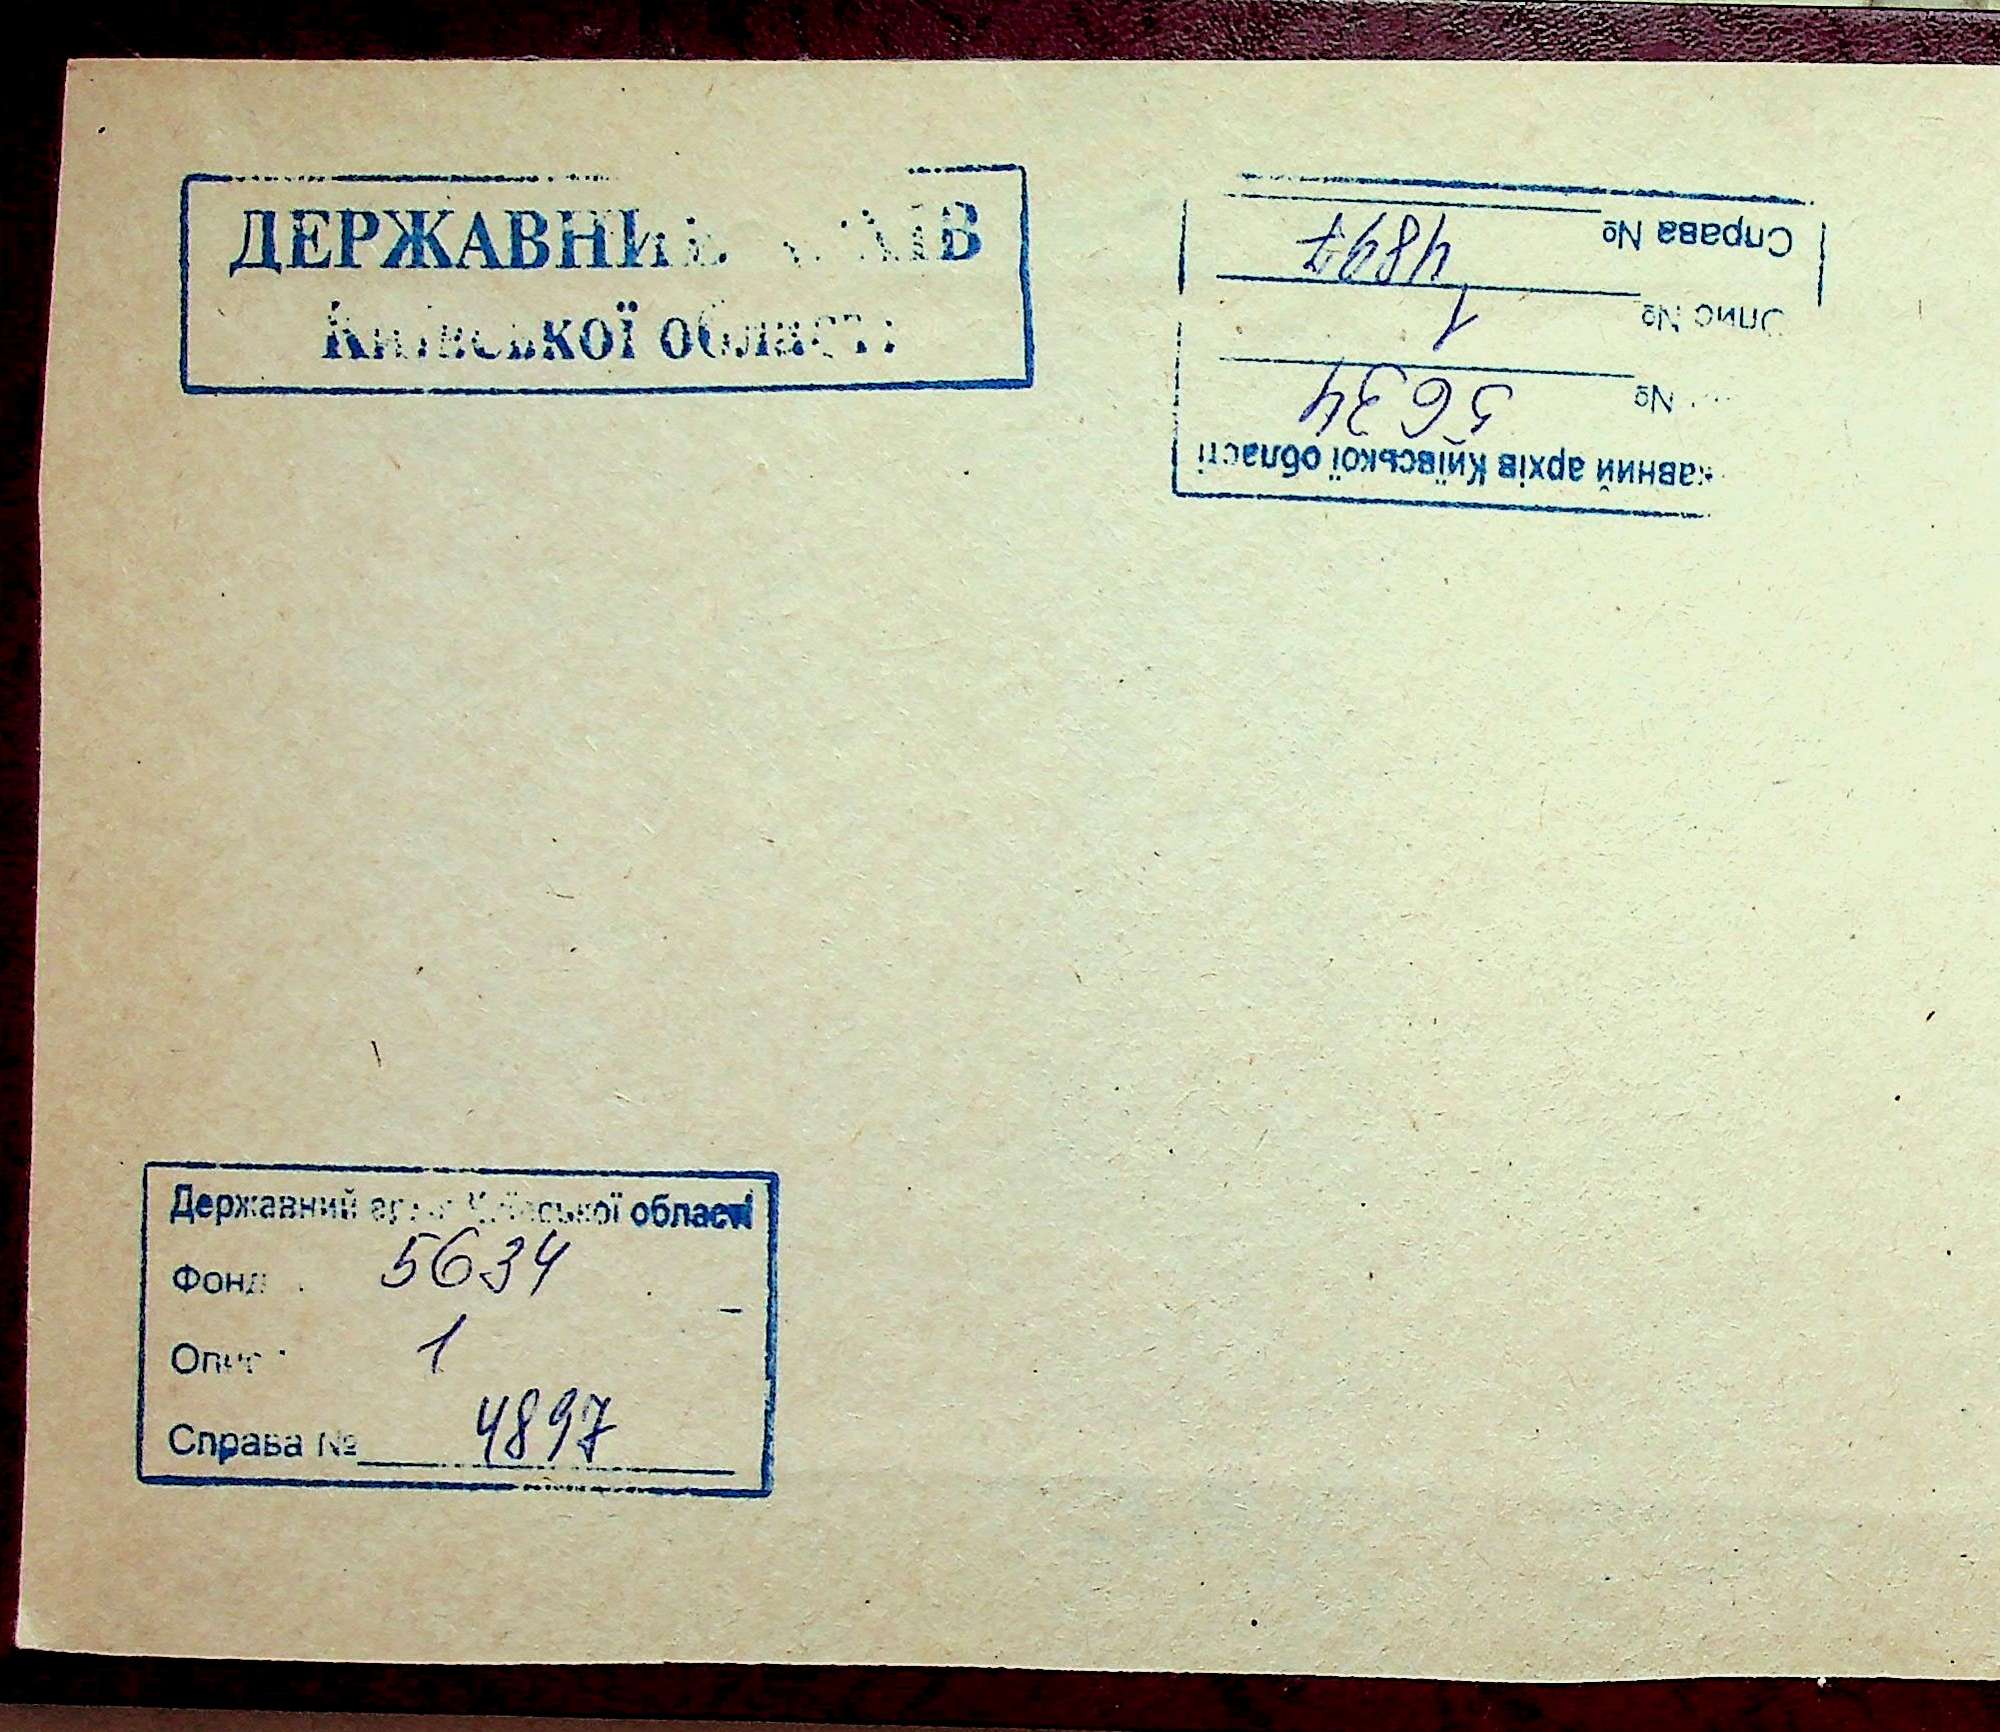 ДЕРЖАВНИЙ АРХІВ
Київської області
Справа № 4897
Опис № 1
№ 5634
Державний архів Київської області
Державний архів Київської області
Фонд 5634
Опис 1
Справа № 4897